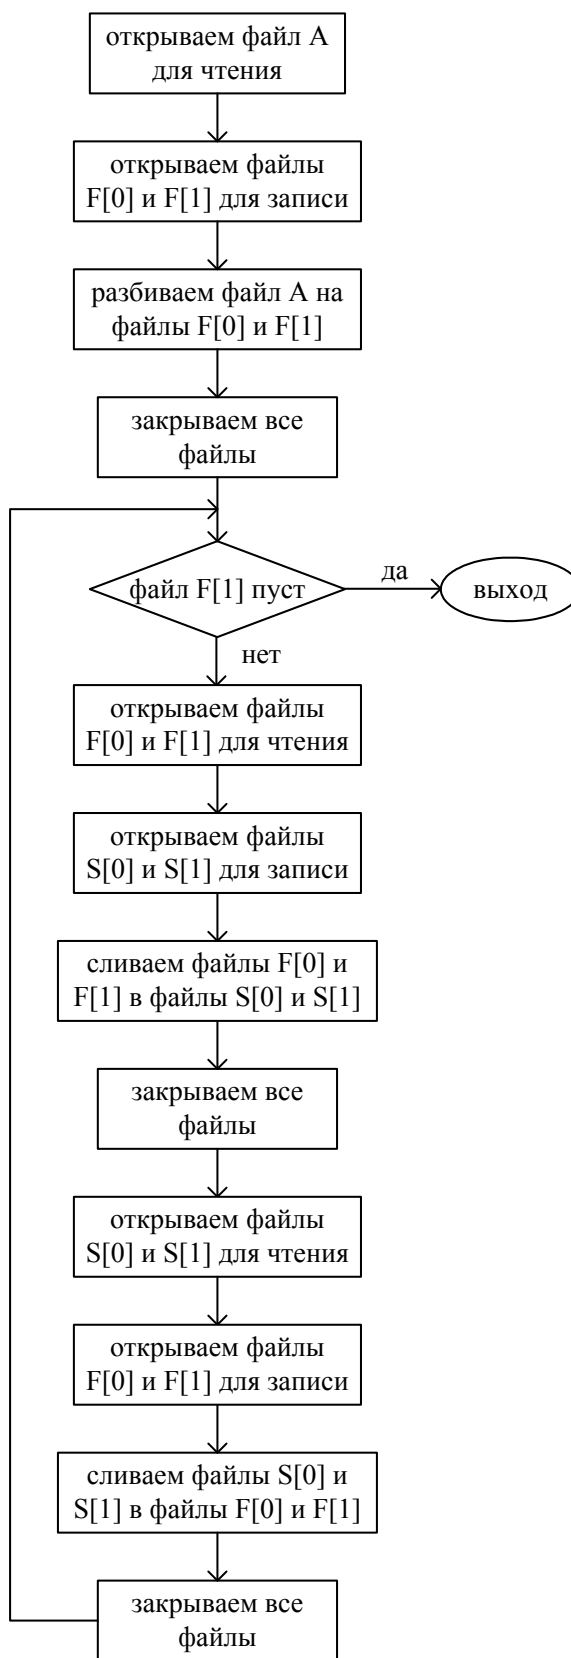 открываем файл А
для чтения
открываем файлы
F[0] и F[1] для записи
разбиваем файл А на
файлы F[0] и F[1]
закрываем все
файлы
файл F[1] пуст
да
выход
нет
открываем файлы
F[0] и F[1] для чтения
открываем файлы
S[0] и S[1] для записи
сливаем файлы F[0] и
F[1] в файлы S[0] и S[1]
закрываем все
файлы
открываем файлы
S[0] и S[1] для чтения
открываем файлы
F[0] и F[1] для записи
сливаем файлы S[0] и
S[1] в файлы F[0] и F[1]
закрываем все
файлы